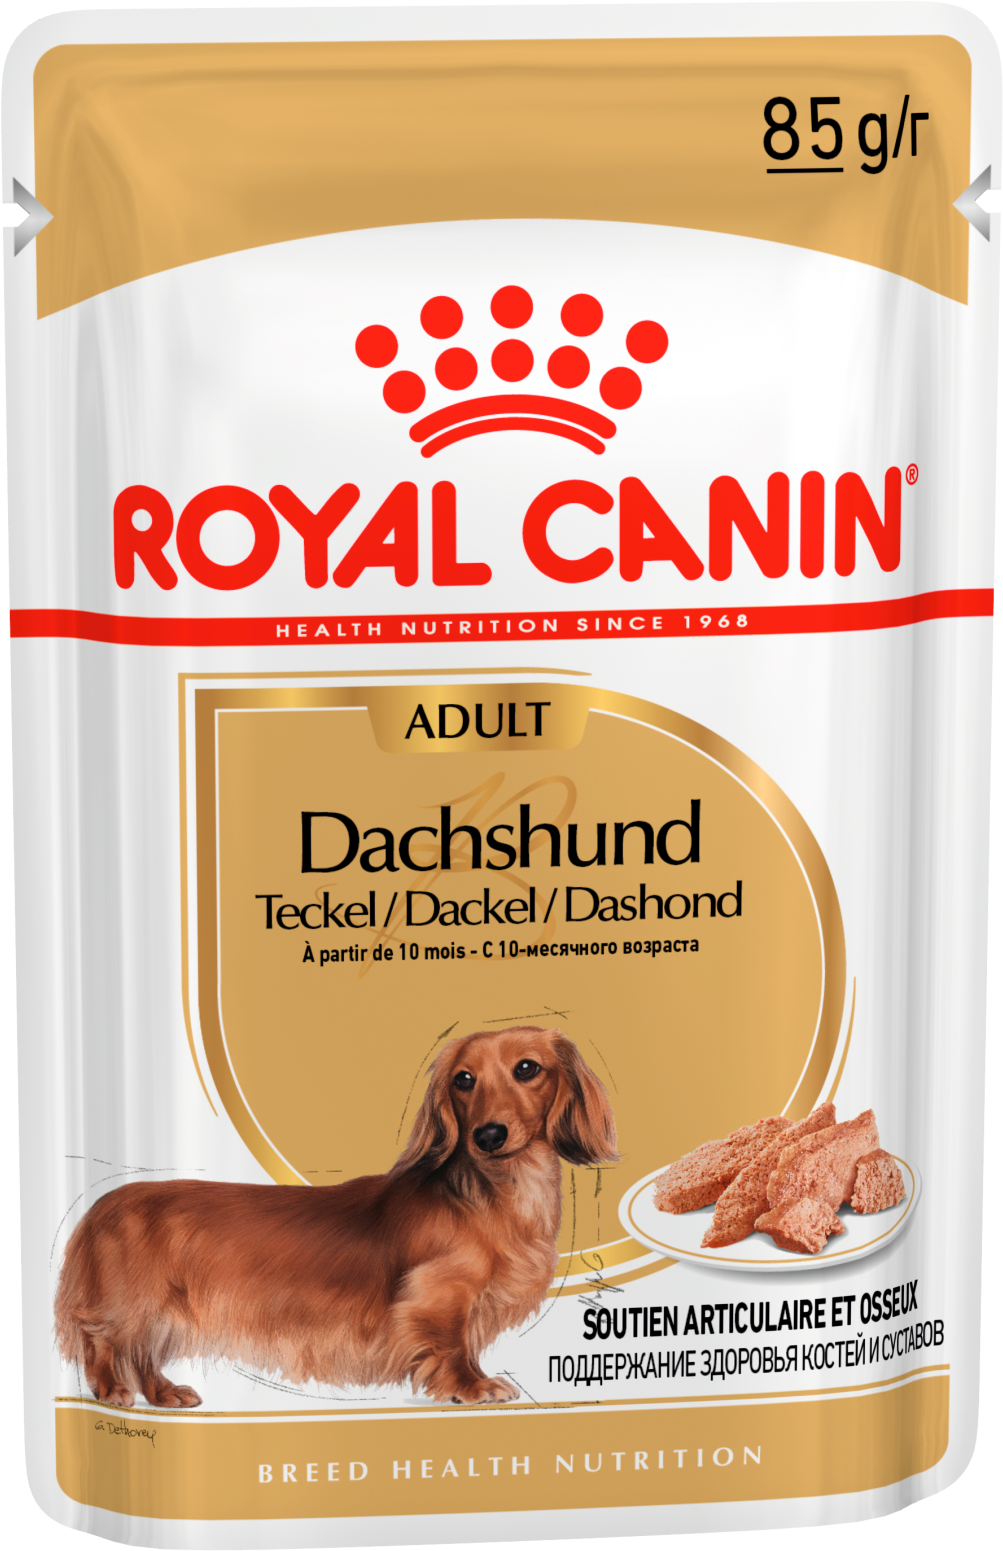 85 g/г
ROYAL CANIN®
HEALTH NUTRITION SINCE 1968
ADULT
Dachshund
Teckel / Dackel / Dashond
À partir de 10 mois - С 10-месячного возраста
SOUTIEN ARTICULAIRE ET OSSEUX
ПОДДЕРЖАНИЕ ЗДОРОВЬЯ КОСТЕЙ И СУСТАВОВ
BREED HEALTH NUTRITION